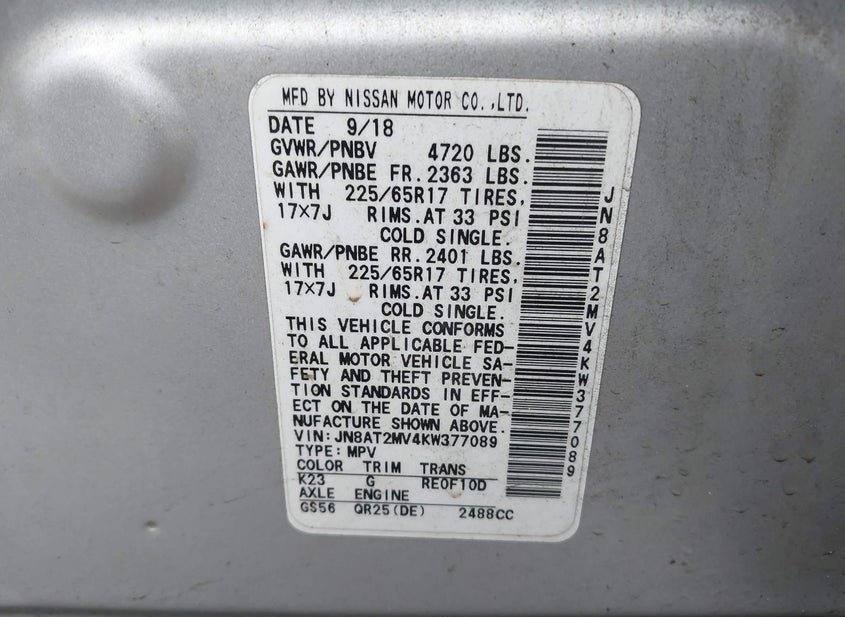 MFD BY NISSAN MOTOR CO.,LTD.
DATE 9/18
GVWR/PNBV 4720 LBS.
GAWR/PNBE FR. 2363 LBS.
WITH 225/65R17 TIRES,
17×7J RIMS.AT 33 PSI
COLD SINGLE.
GAWR/PNBE RR. 2401 LBS.
WITH 225/65R17 TIRES,
17×7J RIMS.AT 33 PSI
COLD SINGLE.
THIS VEHICLE CONFORMS
TO ALL APPLICABLE FED-
ERAL MOTOR VEHICLE SA-
FETY AND THEFT PREVEN-
TION STANDARDS IN EFF-
ECT ON THE DATE OF MA-
NUFACTURE SHOWN ABOVE.
VIN: JN8AT2MV4KW377089
TYPE: MPV
COLOR TRIM TRANS
K23 G RE0F10D
AXLE ENGINE
GS56 QR25(DE) 2488CC
JN8AT2MV4KW377089